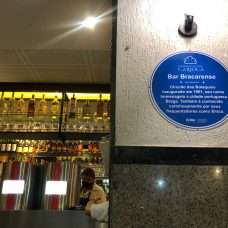 CARIOCA
Bar Bracarense
Circuito dos Botequins
Inaugurado em 1961, seu nome
homenageia a cidade portuguesa
Braga. Também é conhecido
carinhosamente por seus
frequentadores como Braca.